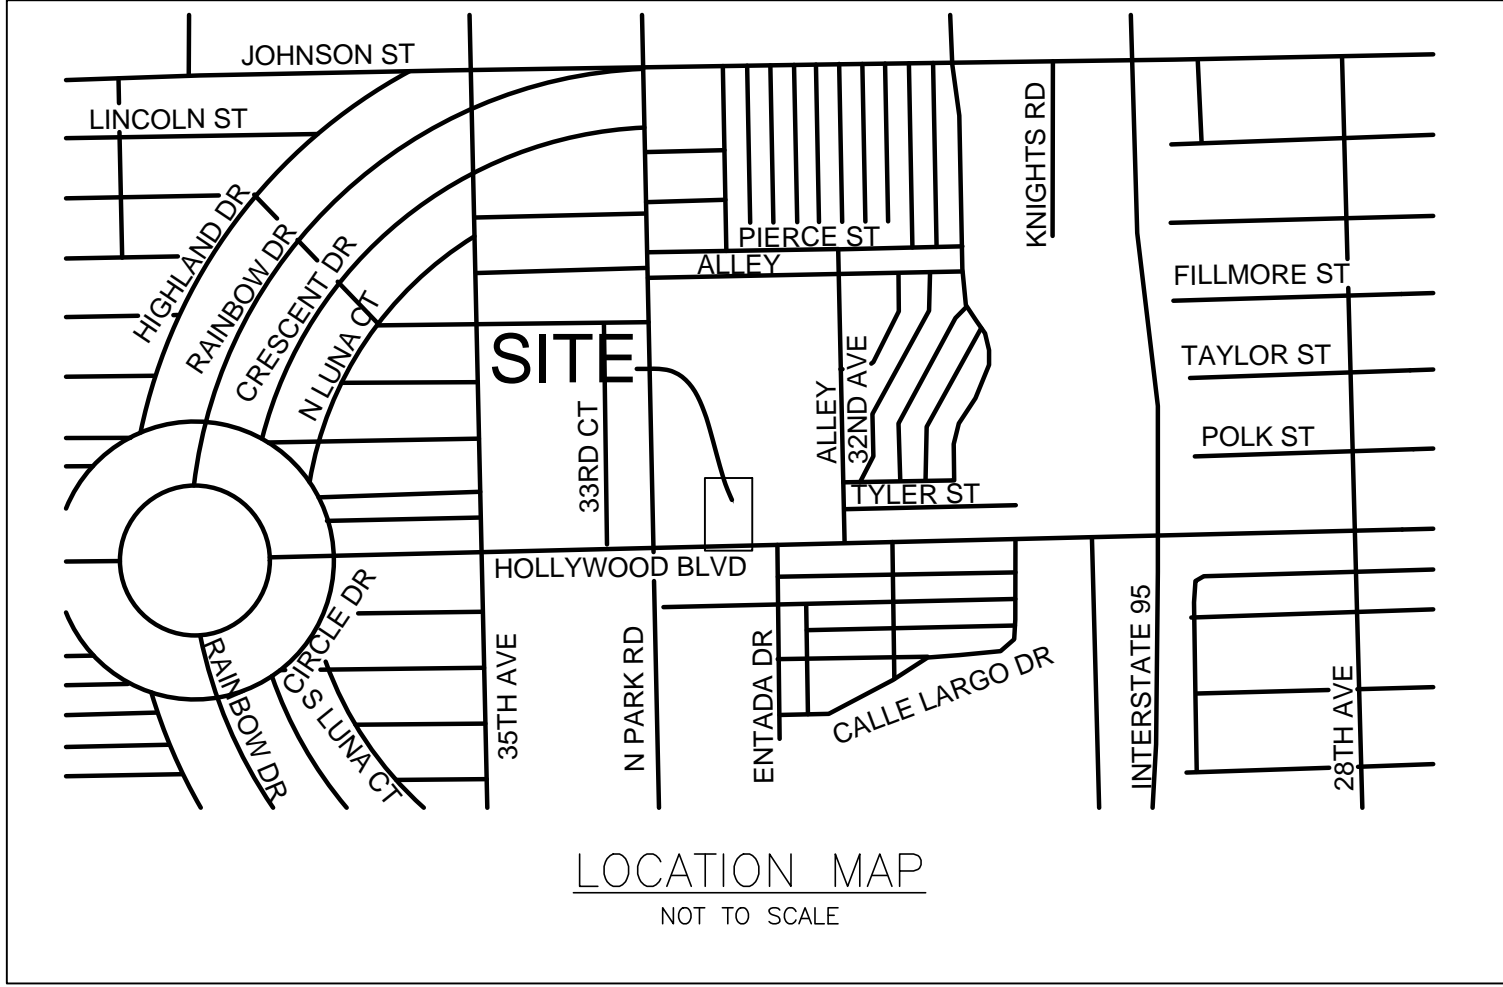 JOHNSON ST
LINCOLN ST
KNIGHTS RD
HIGHLAND DR
RAINBOW DR
CRESCENT DR
N LUNA CT
PIERCE ST
ALLEY
FILLMORE ST
SITE
TAYLOR ST
33RD CT
ALLEY
32ND AVE
POLK ST
TYLER ST
HOLLYWOOD BLVD
CIRCLE DR
RAINBOW DR
S LUNA CT
35TH AVE
N PARK RD
ENTADA DR
CALLE LARGO DR
INTERSTATE 95
28TH AVE
LOCATION MAP
NOT TO SCALE